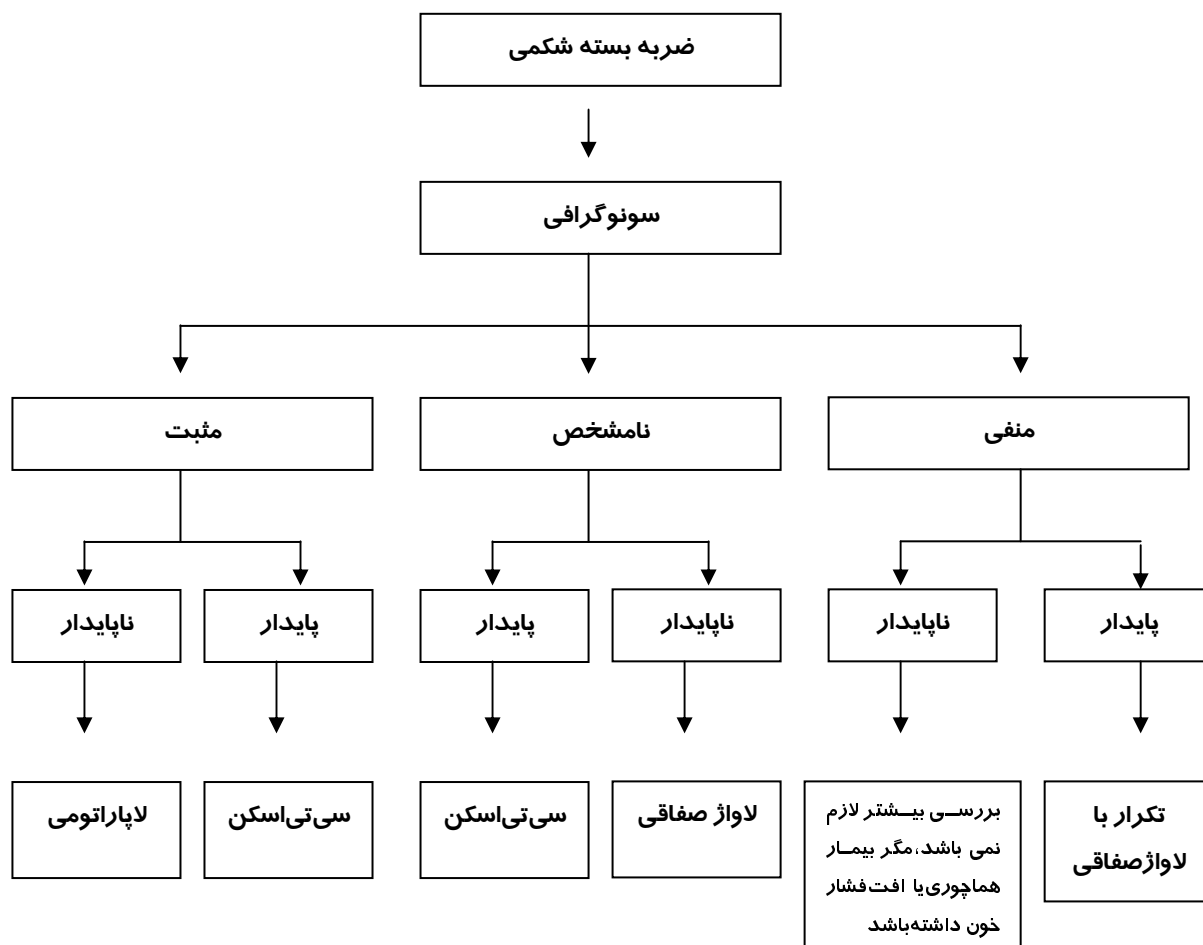 ضربه بسته شکمی
سونوگرافی
منفی
نامشخص
مثبت
پایدار
ناپایدار
ناپایدار
پایدار
پایدار
ناپایدار
تکرار با
لاواژصفاقی
بررسی بیشتر لازم
نمی باشد،مگر بیمار
هماچوری‌یا افت‌فشار
خون داشته‌باشد
لاواژ صفاقی
سی‌تی‌اسکن
سی‌تی‌اسکن
لاپاراتومی